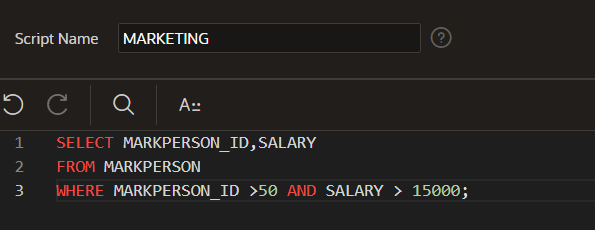 Script Name MARKETING ?
A::
1 SELECT MARKPERSON_ID,SALARY
2 FROM MARKPERSON
3 WHERE MARKPERSON_ID >50 AND SALARY > 15000;